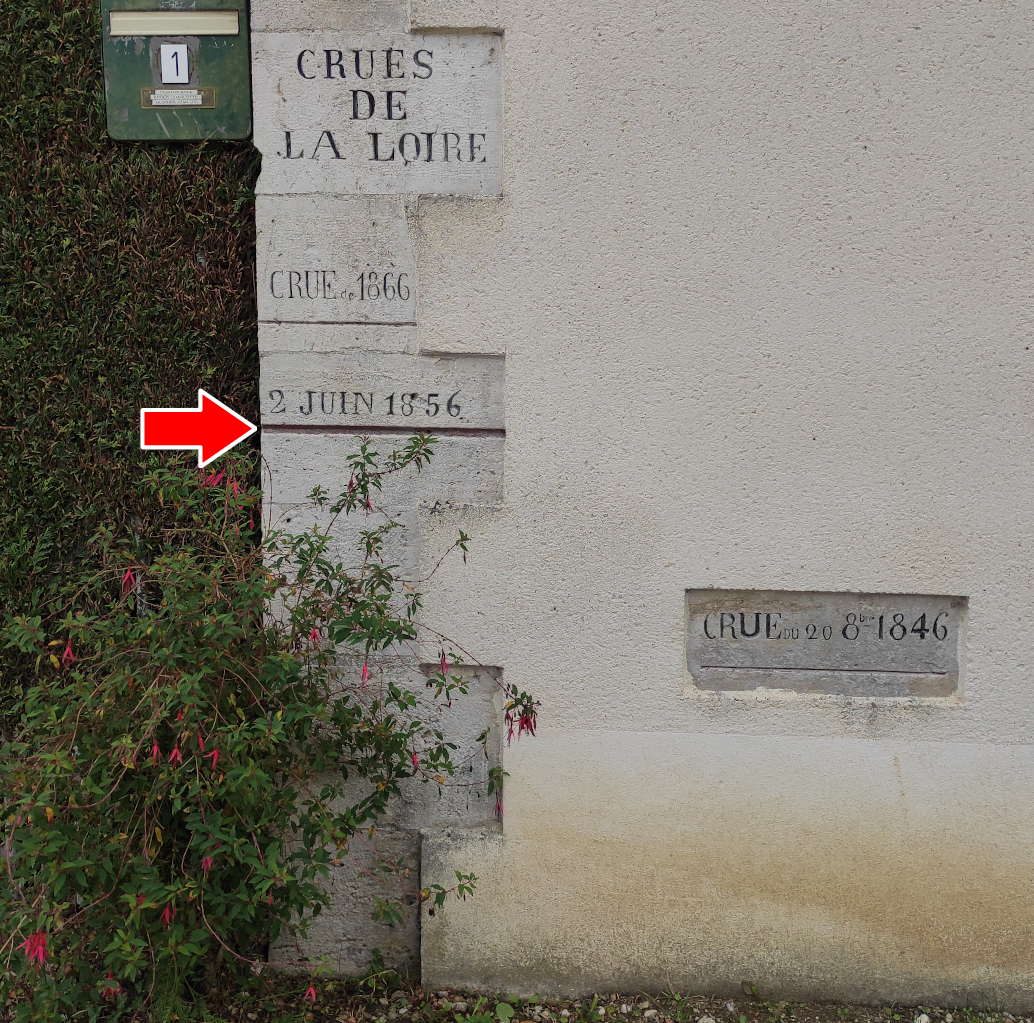 1
CRUES
DE
LA LOIRE
CRUE de 1866
2 JUIN 1856
CRUE DU 20 8bre 1846